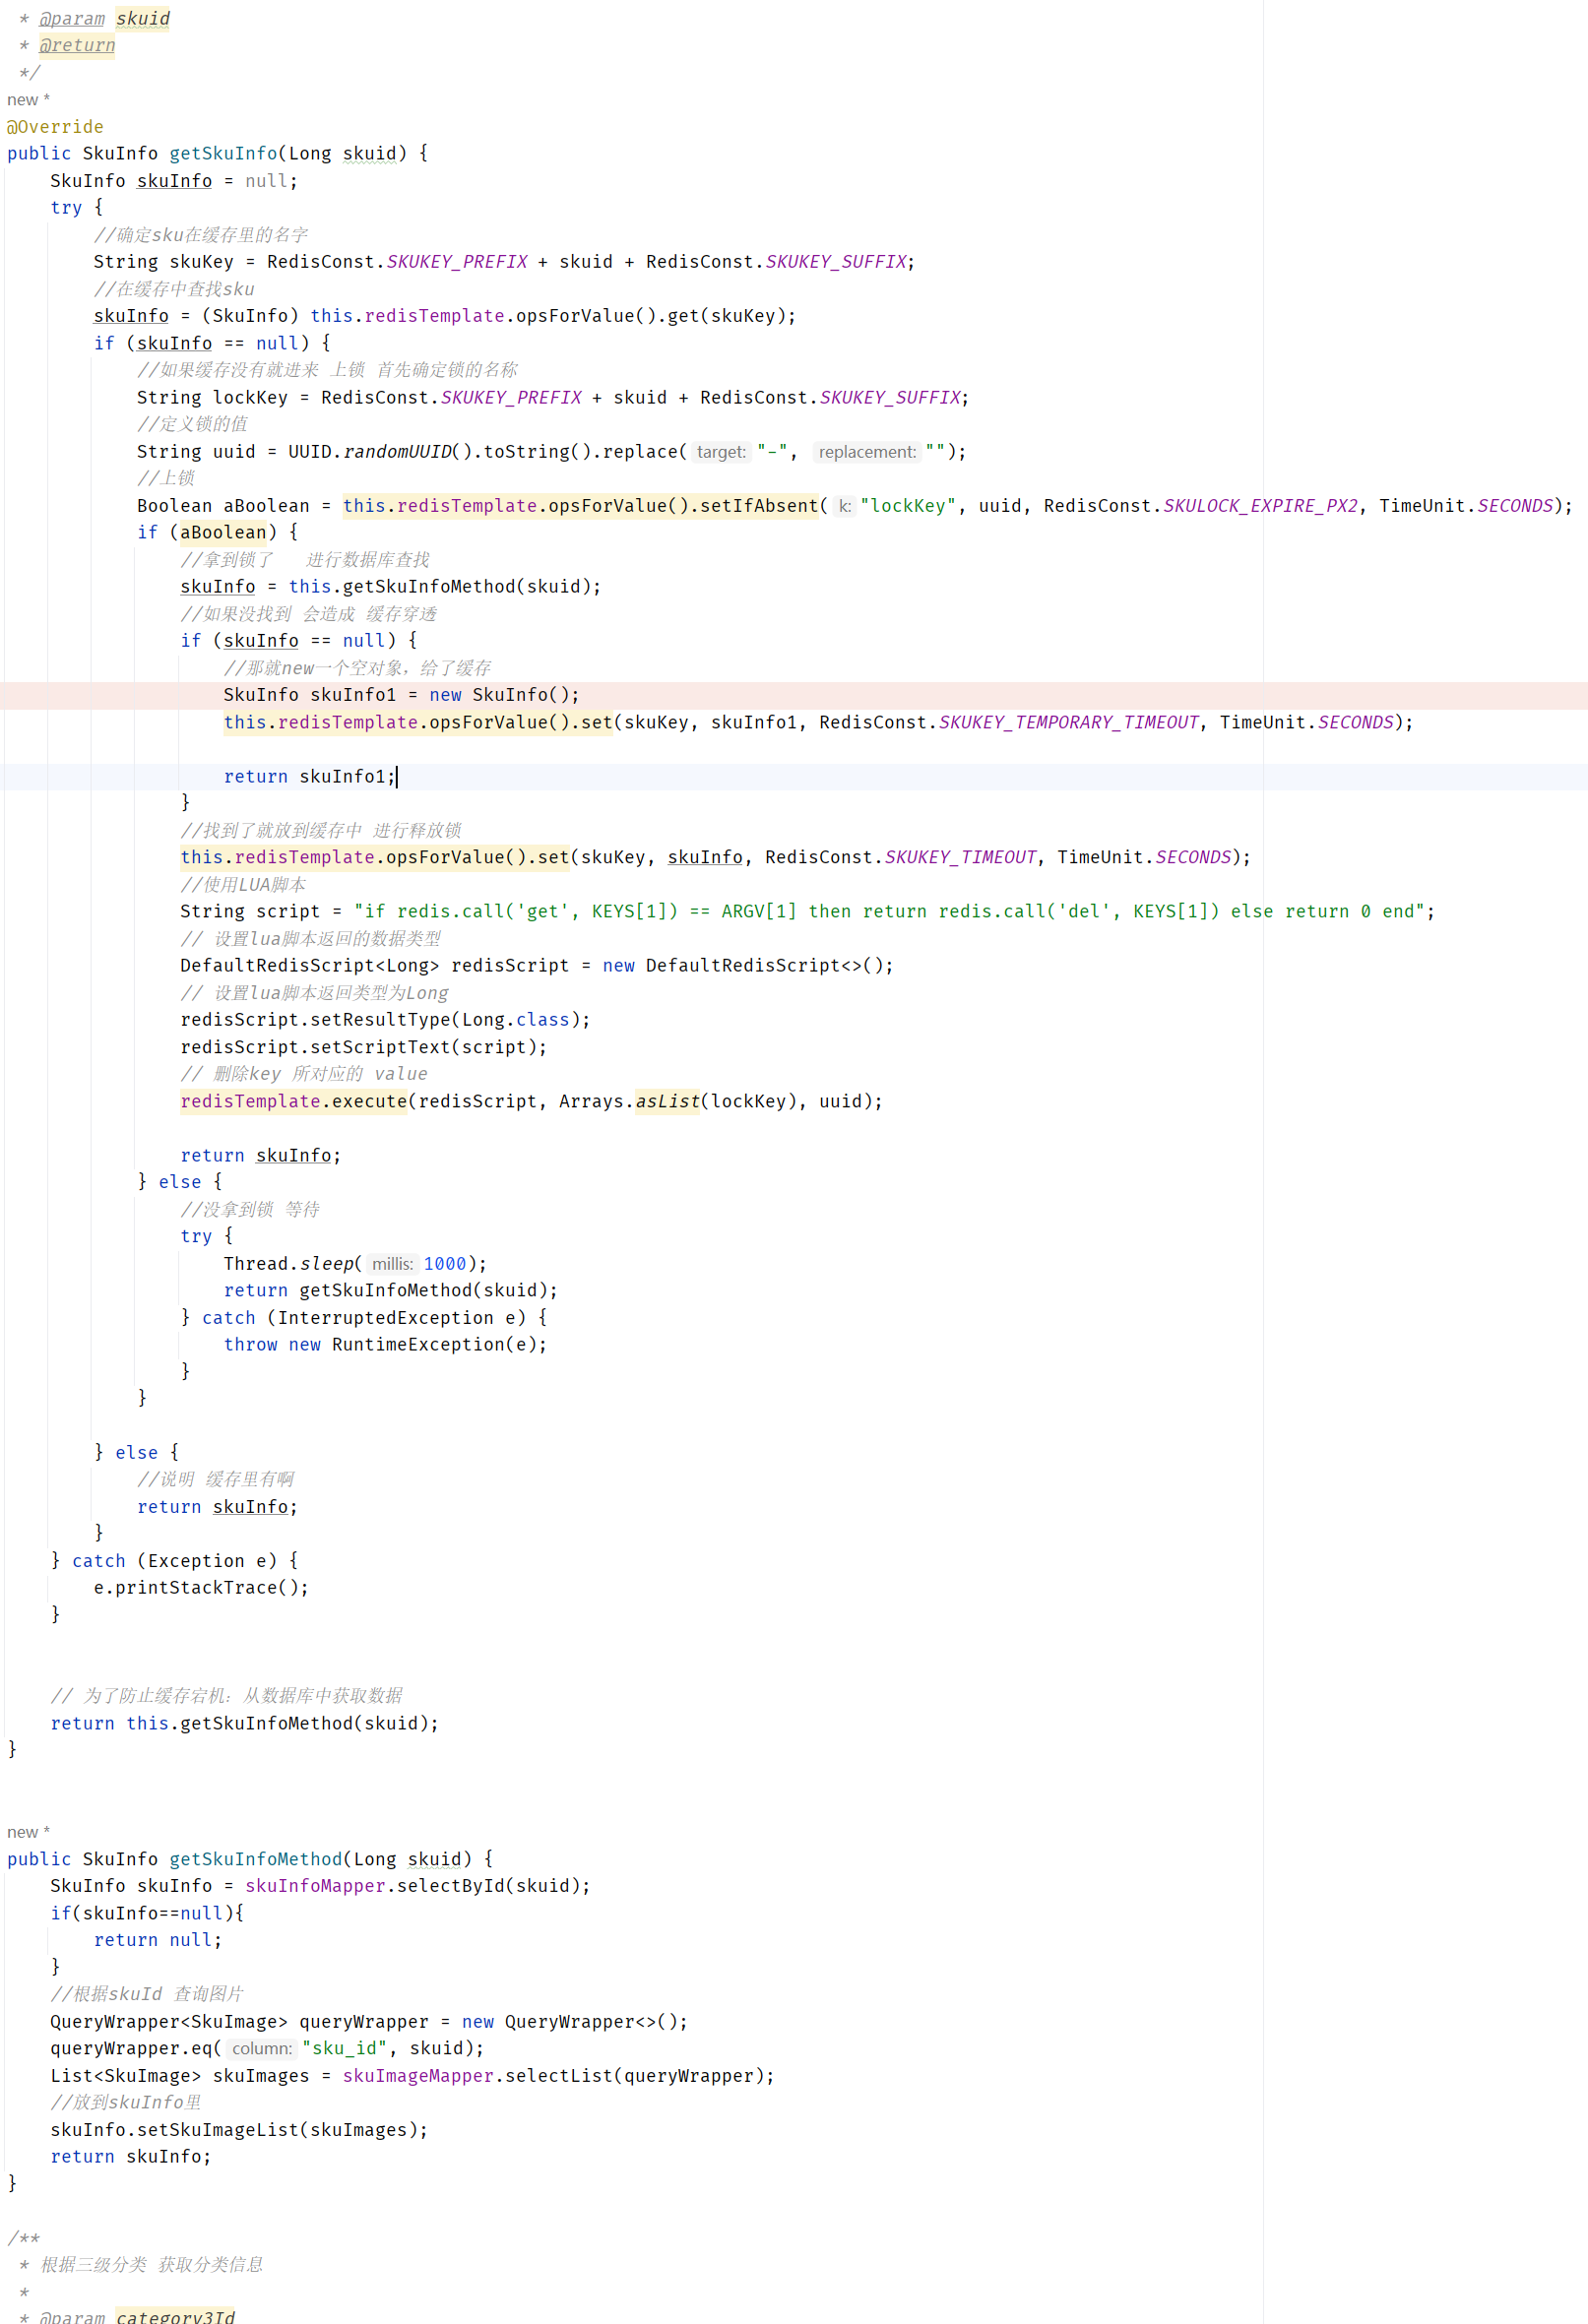 * @param skuid
 * @return
 */
new *
@Override
public SkuInfo getSkuInfo(Long skuid) {
    SkuInfo skuInfo = null;
    try {
        //确定sku在缓存里的名字
        String skuKey = RedisConst.SKUKEY_PREFIX + skuid + RedisConst.SKUKEY_SUFFIX;
        //在缓存中查找sku
        skuInfo = (SkuInfo) this.redisTemplate.opsForValue().get(skuKey);
        if (skuInfo == null) {
            //如果缓存没有就进来 上锁 首先确定锁的名称
            String lockKey = RedisConst.SKUKEY_PREFIX + skuid + RedisConst.SKUKEY_SUFFIX;
            //定义锁的值
            String uuid = UUID.randomUUID().toString().replace( target: "-", replacement: "");
            //上锁
            Boolean aBoolean = this.redisTemplate.opsForValue().setIfAbsent( k: "lockKey", uuid, RedisConst.SKULOCK_EXPIRE_PX2, TimeUnit.SECONDS);
            if (aBoolean) {
                //拿到锁了   进行数据库查找
                skuInfo = this.getSkuInfoMethod(skuid);
                //如果没找到 会造成 缓存穿透
                if (skuInfo == null) {
                    //那就new一个空对象，给了缓存
                    SkuInfo skuInfo1 = new SkuInfo();
                    this.redisTemplate.opsForValue().set(skuKey, skuInfo1, RedisConst.SKUKEY_TEMPORARY_TIMEOUT, TimeUnit.SECONDS);
                    return skuInfo1;
                }
                //找到了就放到缓存中 进行释放锁
                this.redisTemplate.opsForValue().set(skuKey, skuInfo, RedisConst.SKUKEY_TIMEOUT, TimeUnit.SECONDS);
                //使用LUA脚本
                String script = "if redis.call('get', KEYS[1]) == ARGV[1] then return redis.call('del', KEYS[1]) else return 0 end";
                // 设置lua脚本返回的数据类型
                DefaultRedisScript<Long> redisScript = new DefaultRedisScript<>();
                // 设置lua脚本返回类型为Long
                redisScript.setResultType(Long.class);
                redisScript.setScriptText(script);
                // 删除key 所对应的 value
                redisTemplate.execute(redisScript, Arrays.asList(lockKey), uuid);
                return skuInfo;
            } else {
                //没拿到锁 等待
                try {
                    Thread.sleep( millis: 1000);
                    return getSkuInfoMethod(skuid);
                } catch (InterruptedException e) {
                    throw new RuntimeException(e);
                }
            }
        } else {
            //说明 缓存里有啊
            return skuInfo;
        }
    } catch (Exception e) {
        e.printStackTrace();
    }
    // 为了防止缓存宕机：从数据库中获取数据
    return this.getSkuInfoMethod(skuid);
}
new *
public SkuInfo getSkuInfoMethod(Long skuid) {
    SkuInfo skuInfo = skuInfoMapper.selectById(skuid);
    if(skuInfo==null){
        return null;
    }
    //根据skuId 查询图片
    QueryWrapper<SkuImage> queryWrapper = new QueryWrapper<>();
    queryWrapper.eq( column: "sku_id", skuid);
    List<SkuImage> skuImages = skuImageMapper.selectList(queryWrapper);
    //放到skuInfo里
    skuInfo.setSkuImageList(skuImages);
    return skuInfo;
}
/**
 * 根据三级分类 获取分类信息
 *
 * @param category3Id